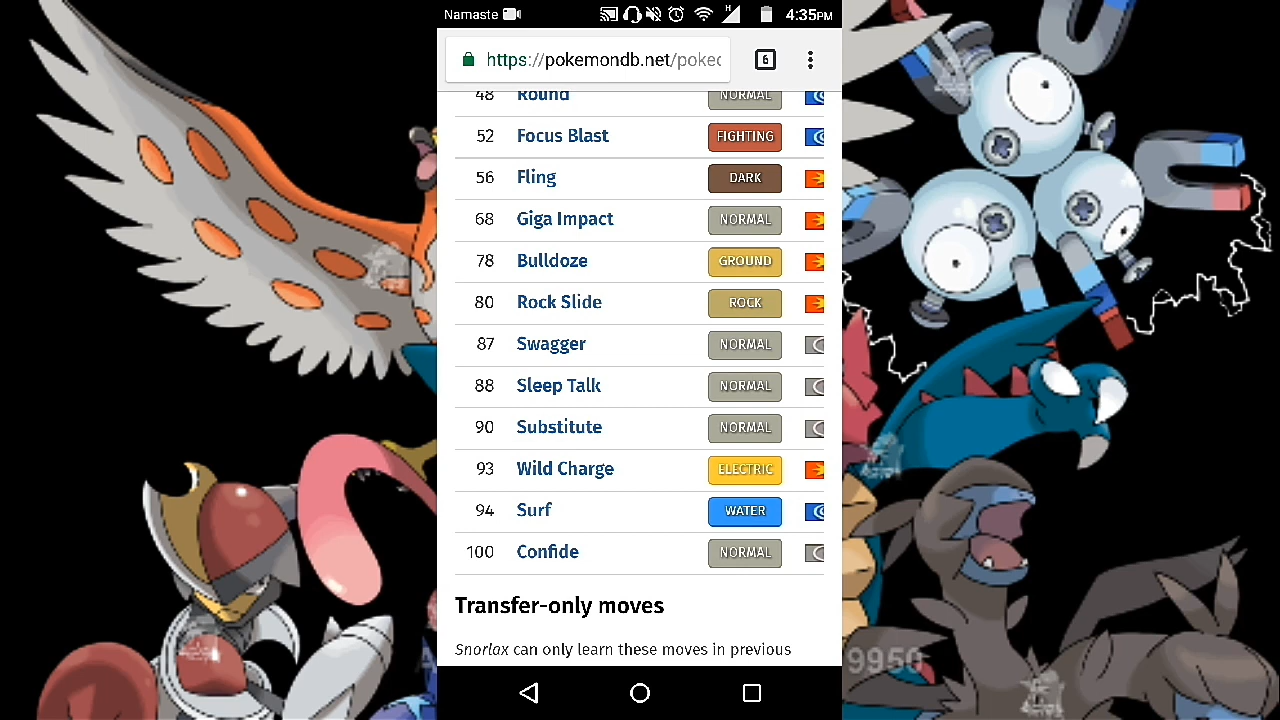 Namaste
H
4:35PM
6
https://pokemondb.net/poked
48 Round NORMAL
52 Focus Blast FIGHTING
56 Fling DARK
68 Giga Impact NORMAL
78 Bulldoze GROUND
80 Rock Slide ROCK
87 Swagger NORMAL
88 Sleep Talk NORMAL
90 Substitute NORMAL
93 Wild Charge ELECTRIC
94 Surf WATER
100 Confide NORMAL
Transfer-only moves
Snorlax can only learn these moves in previous
9950